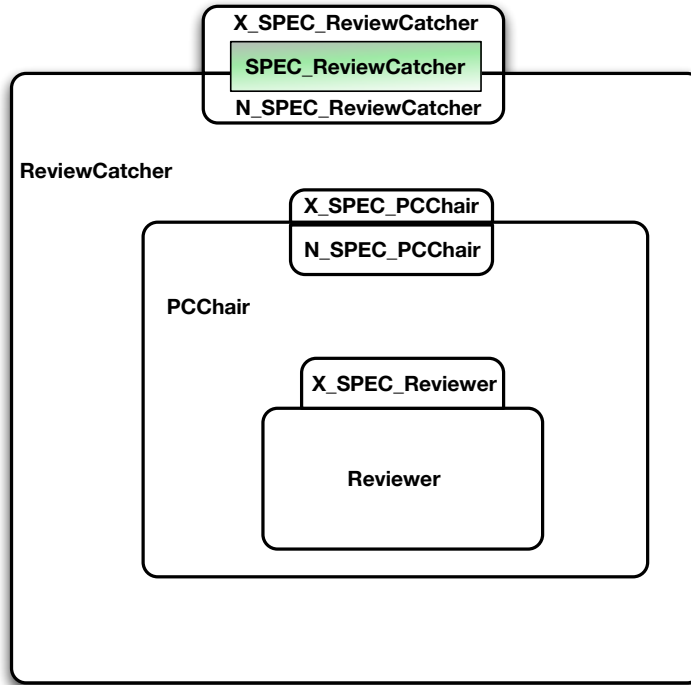 X_SPEC_ReviewCatcher
SPEC_ReviewCatcher
N_SPEC_ReviewCatcher
ReviewCatcher
X_SPEC_PCChair
N_SPEC_PCChair
PCChair
X_SPEC_Reviewer
Reviewer